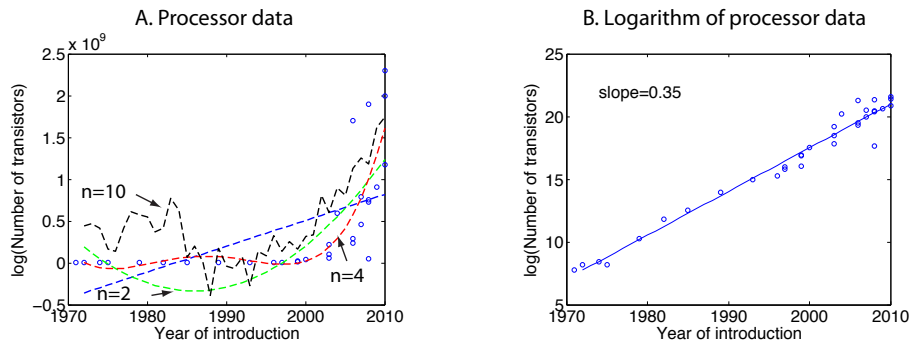 A. Processor data
x 10^9
2.5
2
1.5
1
0.5
0
−0.5
log(Number of transistors)
n=10
n=2
n=4
1970
1980
1990
2000
2010
Year of introduction
B. Logarithm of processor data
25
20
15
10
5
log(Number of transistors)
slope=0.35
1970
1980
1990
2000
2010
Year of introduction